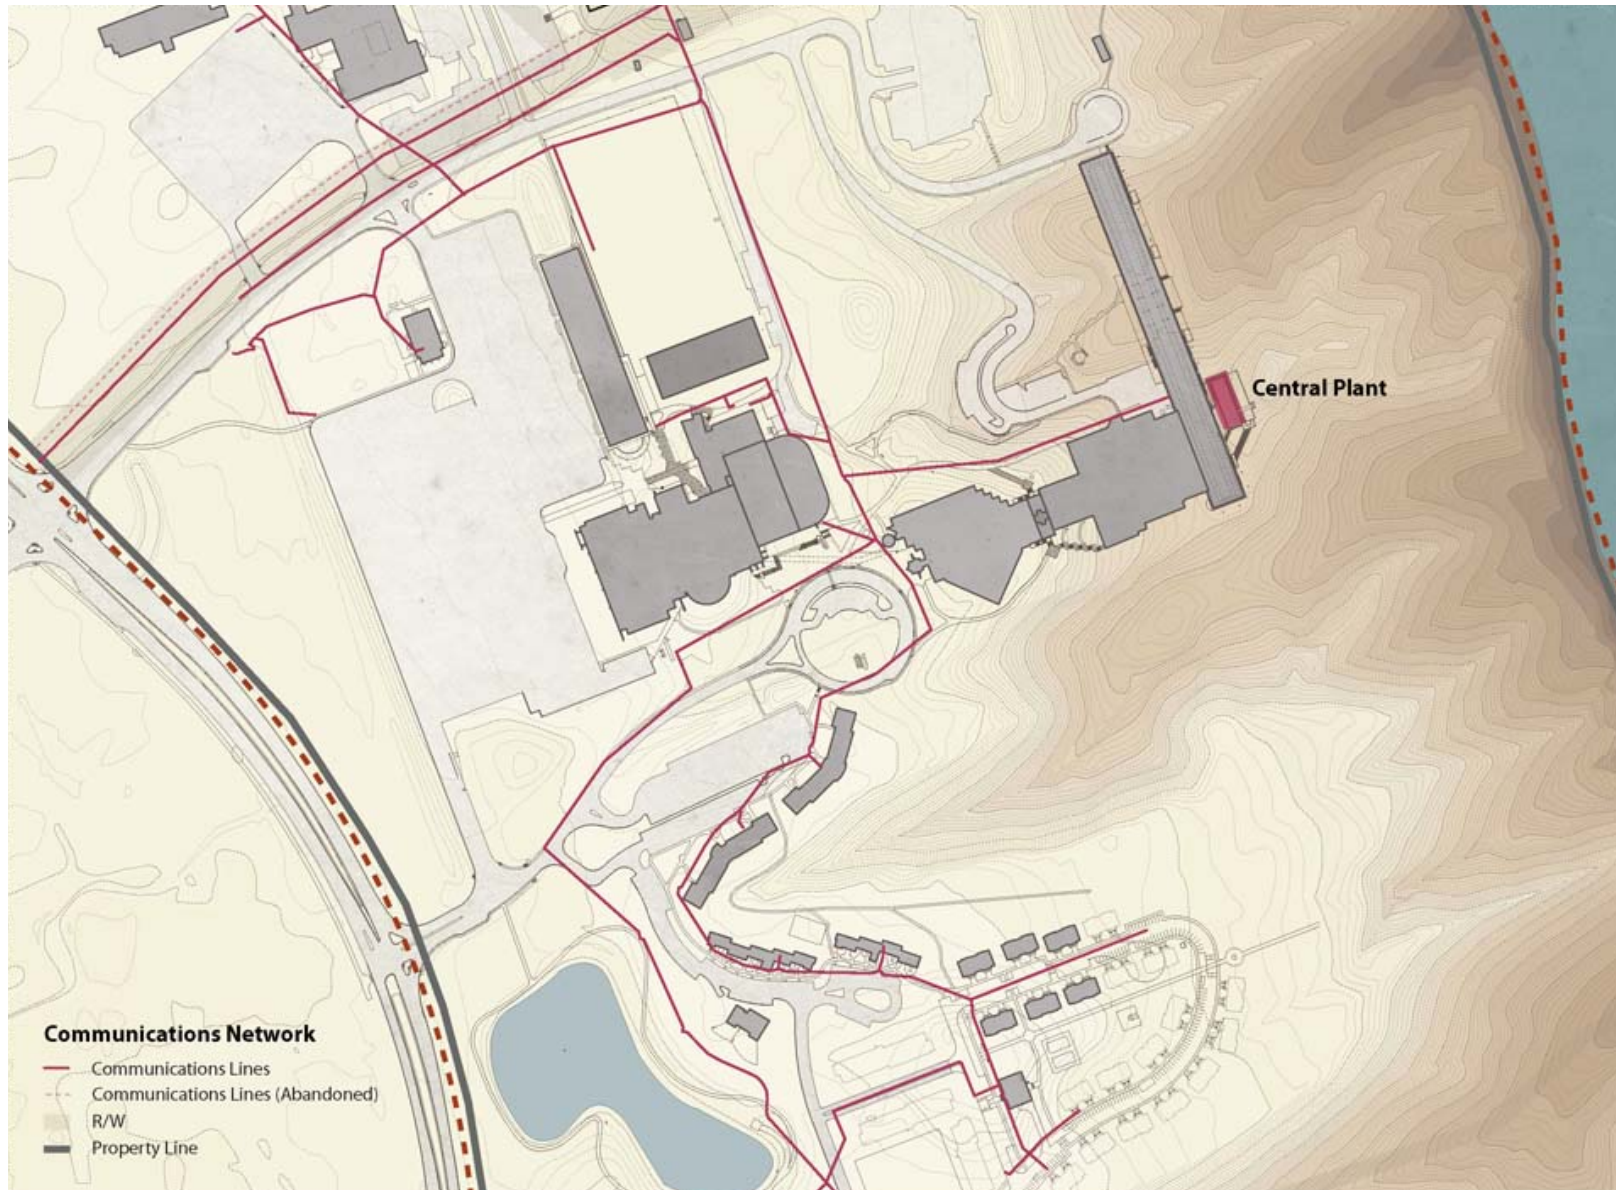 Central Plant
Communications Network
Communications Lines
Communications Lines (Abandoned)
R/W
Property Line